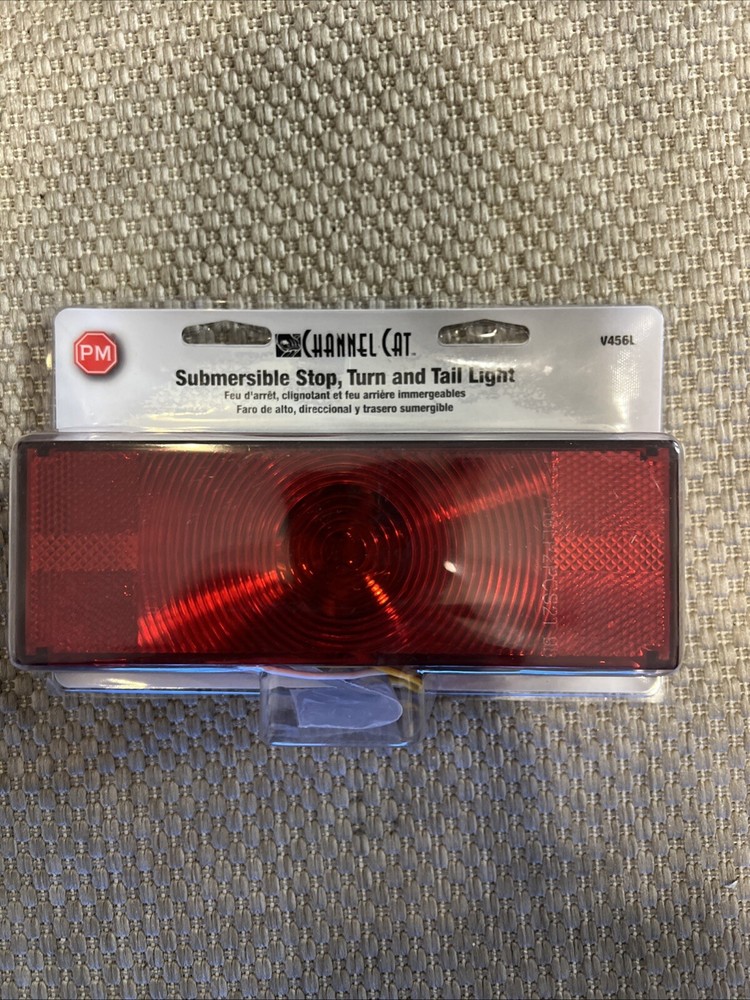 PM
CHANNEL CAT™
V456L
Submersible Stop, Turn and Tail Light
Feu d'arrêt, clignotant et feu arrière immergeables
Faro de alto, direccional y trasero sumergible